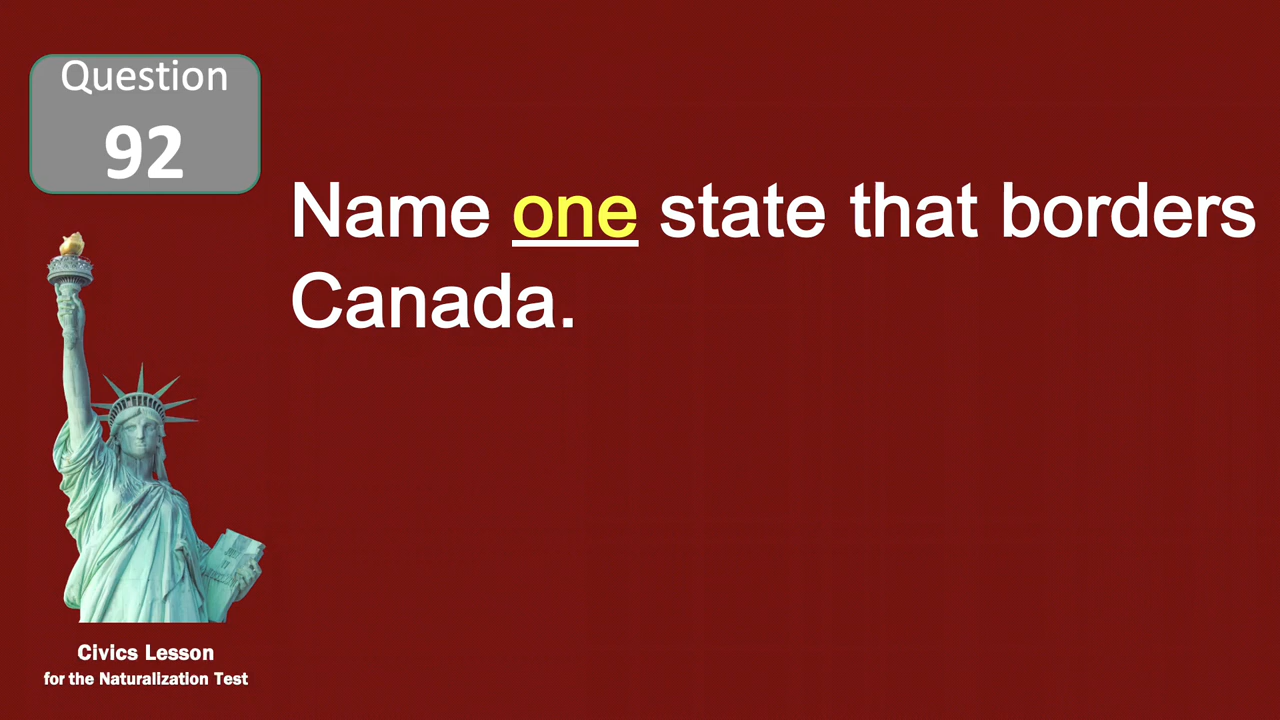 Question
92
Name one state that borders
Canada.
Civics Lesson
for the Naturalization Test